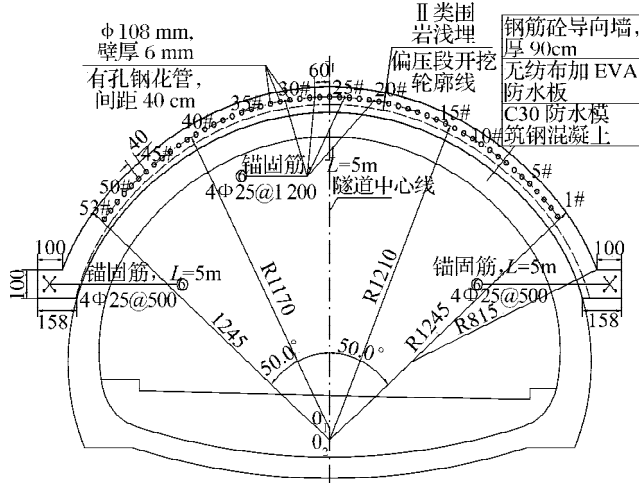 φ108 mm,
壁厚 6 mm
有孔钢花管，
间距 40 cm
Ⅱ类围
岩浅埋
偏压段开挖
轮廓线
钢筋砼导向墙，
厚 90cm
无纺布加 EVA
防水板
C30 防水模
筑钢混凝土
60
30#
25#
20#
35#
15#
40#
10#
40
45#
5#
50#
1#
53#
锚固筋
L=5m
4Φ25@1 200
隧道中心线
100
100
158
锚固筋，L=5m
4Φ25@500
R1170
R1210
锚固筋，L=5m
4Φ25@500
100
158
1245
R1245
R815
50.0°
50.0°
0
0
2